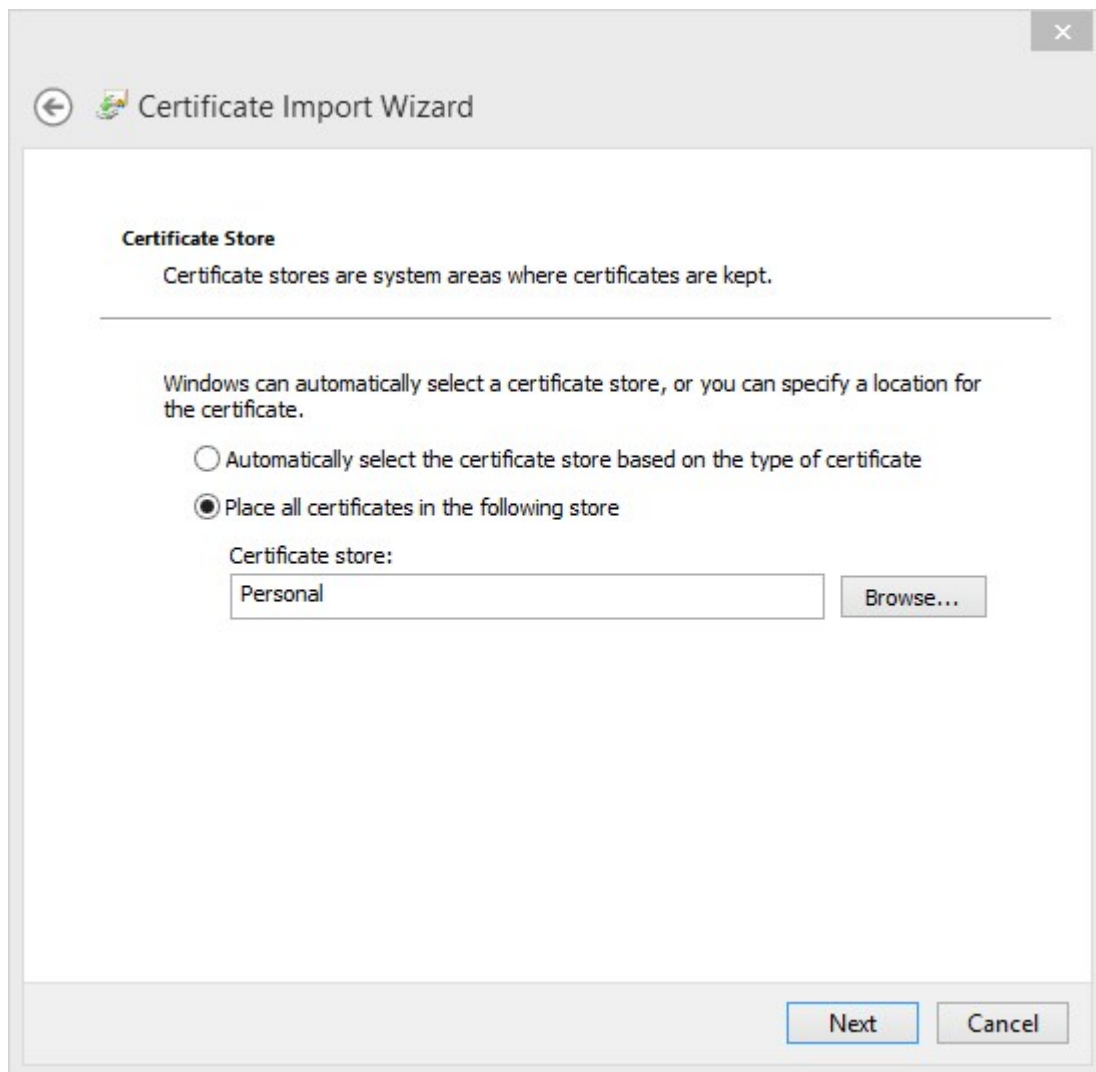 Certificate Import Wizard
Certificate Store
Certificate stores are system areas where certificates are kept.
Windows can automatically select a certificate store, or you can specify a location for
the certificate.
Automatically select the certificate store based on the type of certificate
Place all certificates in the following store
Certificate store:
Personal
Browse...
Next
Cancel